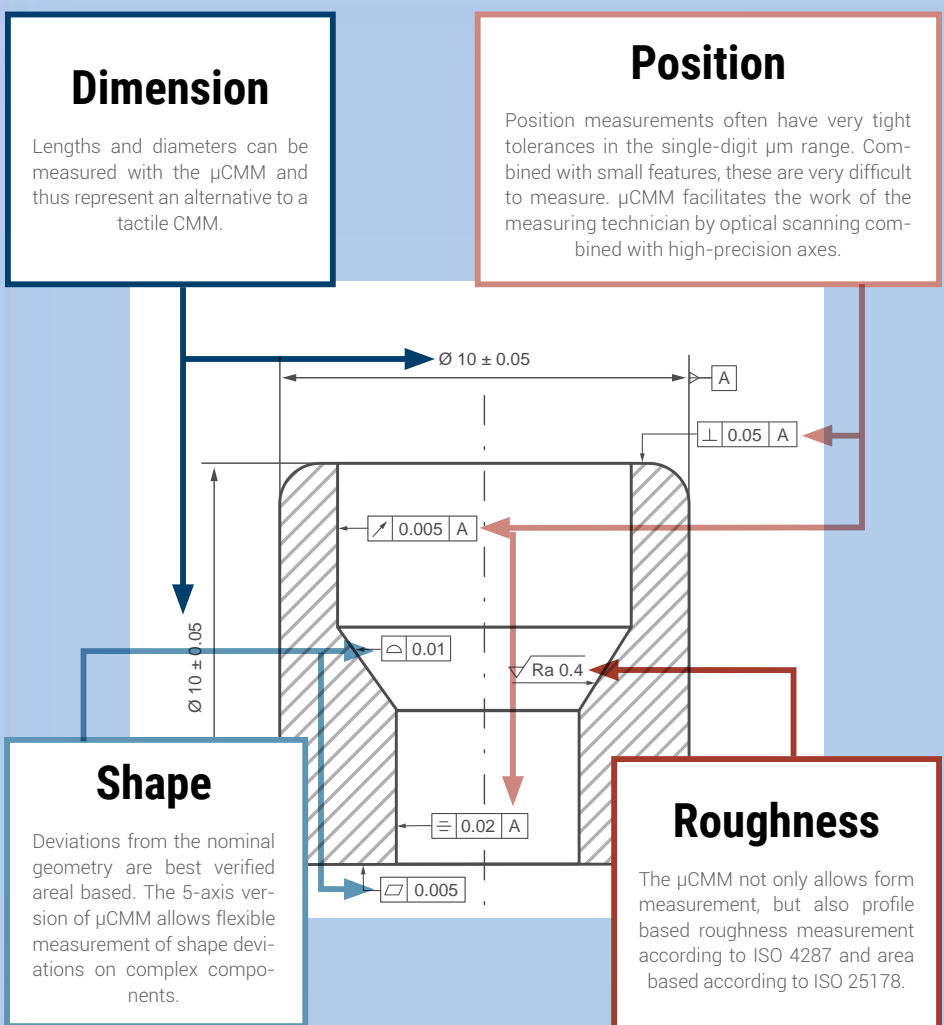 Dimension
Lengths and diameters can be
measured with the µCMM and
thus represent an alternative to a
tactile CMM.
Position
Position measurements often have very tight
tolerances in the single-digit µm range. Com-
bined with small features, these are very difficult
to measure. µCMM facilitates the work of the
measuring technician by optical scanning com-
bined with high-precision axes.
Ø 10 ± 0.05
A
⊥ 0.05 A
↗ 0.005 A
Ø 10 ± 0.05
⌓ 0.01
Ra 0.4
⌯ 0.02 A
⏥ 0.005
Shape
Deviations from the nominal
geometry are best verified
areal based. The 5-axis ver-
sion of µCMM allows flexible
measurement of shape devi-
ations on complex compo-
nents.
Roughness
The µCMM not only allows form
measurement, but also profile
based roughness measurement
according to ISO 4287 and area
based according to ISO 25178.